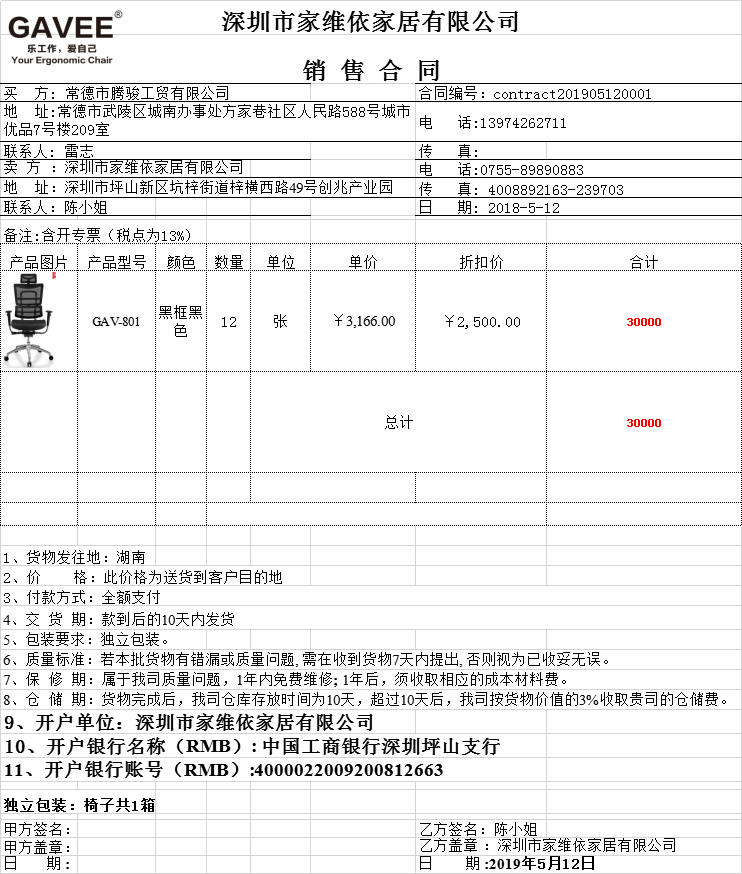 GAVEE®
乐工作，爱自己
Your Ergonomic Chair
深圳市家维依家居有限公司
销 售 合 同
买 方: 常德市腾骏工贸有限公司 合同编号: contract201905120001
地 址:常德市武陵区城南办事处方家巷社区人民路588号城市
优品7号楼209室
电 话:13974262711
联系人: 雷志 传 真:
卖 方 :深圳市家维依家居有限公司 电 话:0755-89890883
地 址: 深圳市坪山新区坑梓街道梓横西路49号创兆产业园 传 真: 4008892163-239703
联系人: 陈小姐 日 期: 2018-5-12
备注:含开专票（税点为13%）
产品图片 产品型号 颜色 数量 单位 单价 折扣价 合计
GAV-801 黑框黑色 12 张 ￥3,166.00 ￥2,500.00 30000
总计 30000
1、货物发往地：湖南
2、价 格：此价格为送货到客户目的地
3、付款方式：全额支付
4、交 货 期：款到后的10天内发货
5、包装要求：独立包装。
6、质量标准：若本批货物有错漏或质量问题,需在收到货物7天内提出,否则视为已收妥无误。
7、保 修 期：属于我司质量问题，1年内免费维修; 1年后，须收取相应的成本材料费。
8、仓 储 期：货物完成后，我司仓库存放时间为10天，超过10天后，我司按货物价值的3%收取贵司的仓储费。
9、开户单位：深圳市家维依家居有限公司
10、开户银行名称（RMB）: 中国工商银行深圳坪山支行
11、开户银行账号（RMB）:4000022009200812663
独立包装：椅子共1箱
甲方签名： 乙方签名：陈小姐
甲方盖章： 乙方盖章 ：深圳市家维依家居有限公司
日 期： 日 期:2019年5月12日